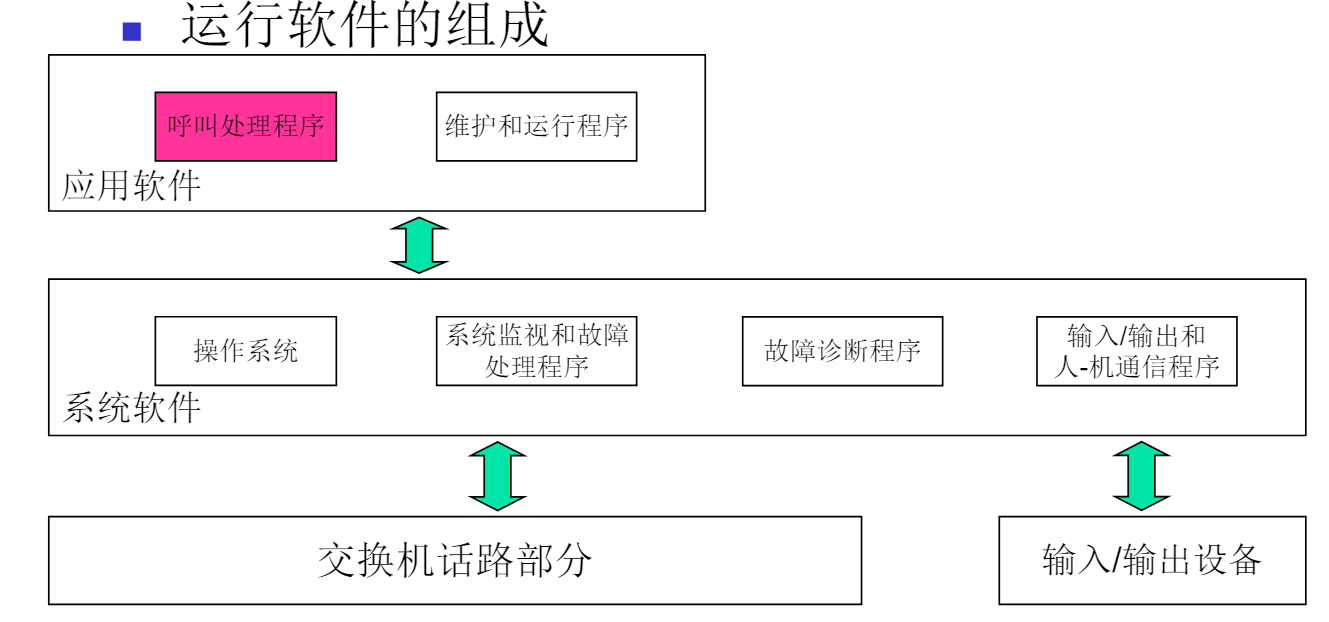 运行软件的组成
呼叫处理程序
维护和运行程序
应用软件
操作系统
系统监视和故障
处理程序
故障诊断程序
输入/输出和
人-机通信程序
系统软件
交换机话路部分
输入/输出设备